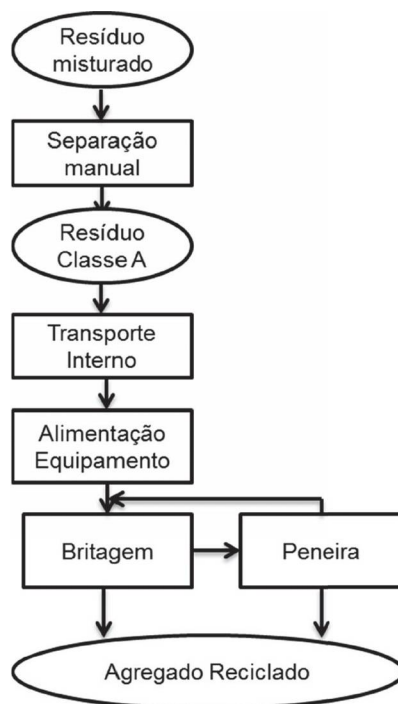 Resíduo
misturado
Separação
manual
Resíduo
Classe A
Transporte
Interno
Alimentação
Equipamento
Britagem
Peneira
Agregado Reciclado